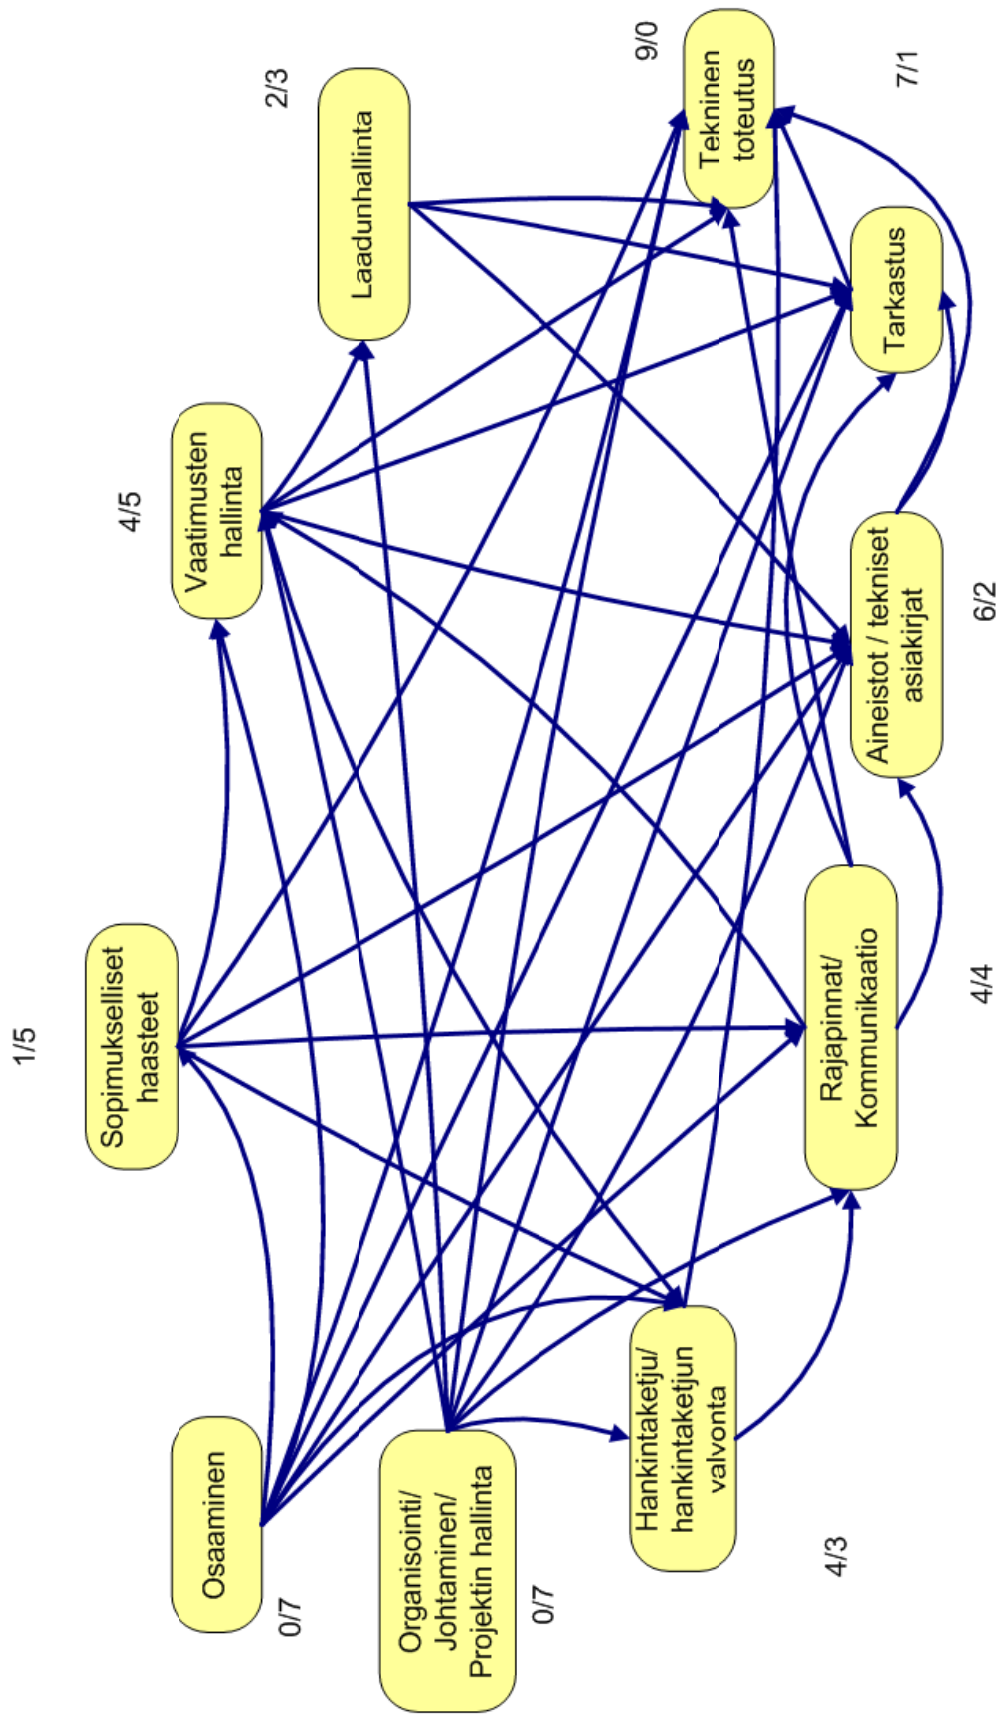 1/5
Sopimukselliset
haasteet
4/5
Osaaminen
0/7
Vaatimusten
hallinta
2/3
Laadunhallinta
Organisointi/
Johtaminen/
Projektin hallinta
0/7
9/0
Hankintaketju/
hankintaketjun
valvonta
4/3
Tekninen
toteutus
Rajapinnat/
Kommunikaatio
4/4
Aineistot / tekniset
asiakirjat
6/2
Tarkastus
7/1